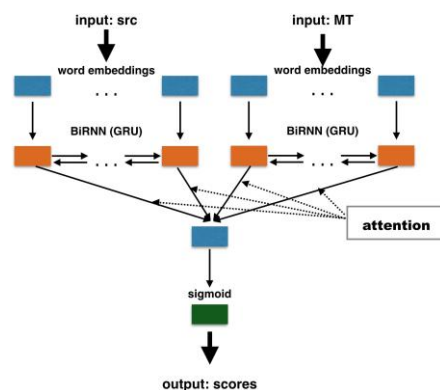 input: src
input: MT
word embeddings
word embeddings
. . .
. . .
BiRNN (GRU)
BiRNN (GRU)
. . .
. . .
attention
sigmoid
output: scores